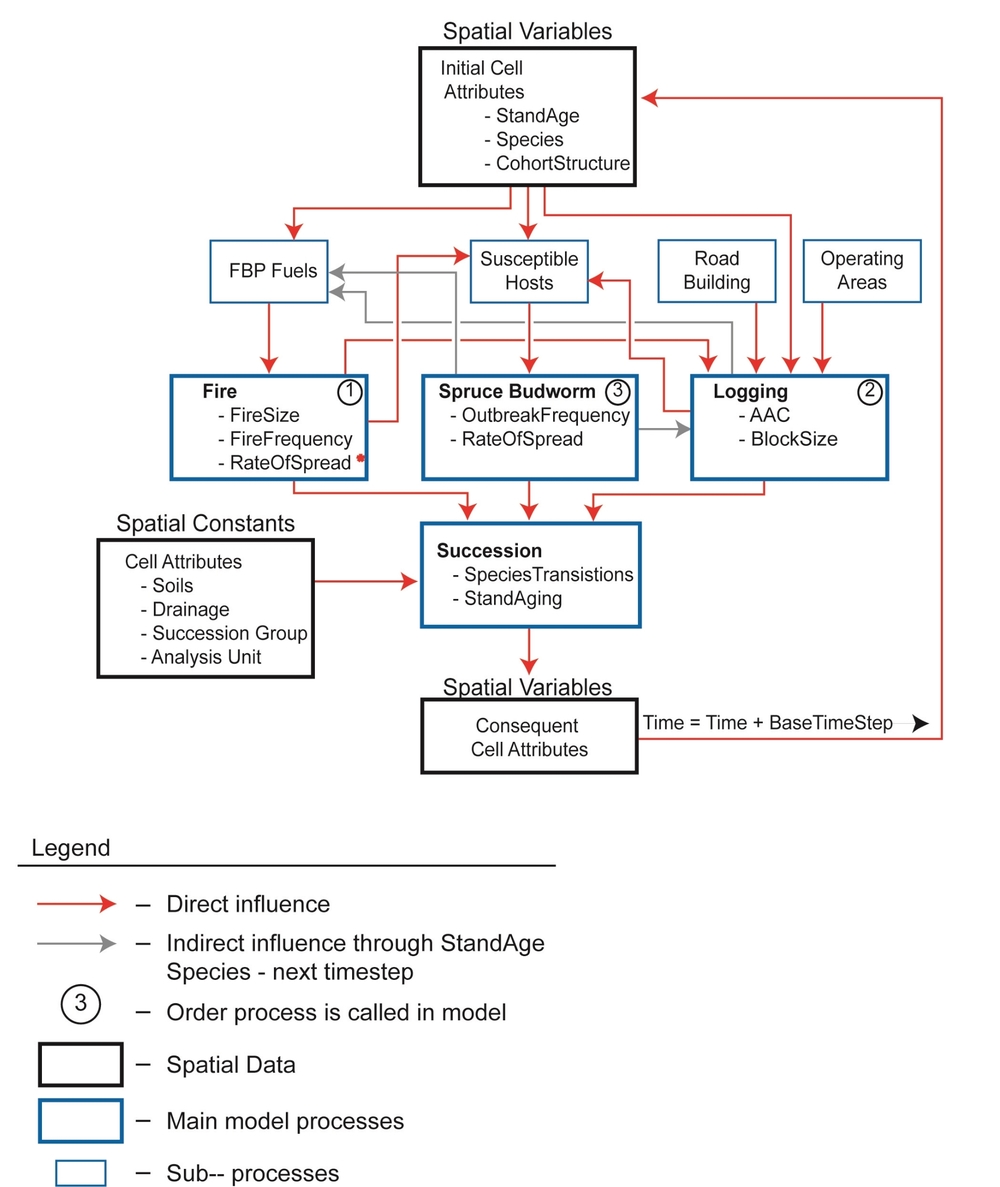 Spatial Variables
Initial Cell
Attributes
- StandAge
- Species
- CohortStructure
FBP Fuels
Susceptible
Hosts
Road
Building
Operating
Areas
Fire
1
- FireSize
- FireFrequency
- RateOfSpread
Spruce Budworm
3
- OutbreakFrequency
- RateOfSpread
Logging
2
- AAC
- BlockSize
Spatial Constants
Cell Attributes
- Soils
- Drainage
- Succession Group
- Analysis Unit
Succession
- SpeciesTransistions
- StandAging
Spatial Variables
Consequent
Cell Attributes
Time = Time + BaseTimeStep
Legend
– Direct influence
– Indirect influence through StandAge
Species - next timestep
3 – Order process is called in model
– Spatial Data
– Main model processes
– Sub-- processes